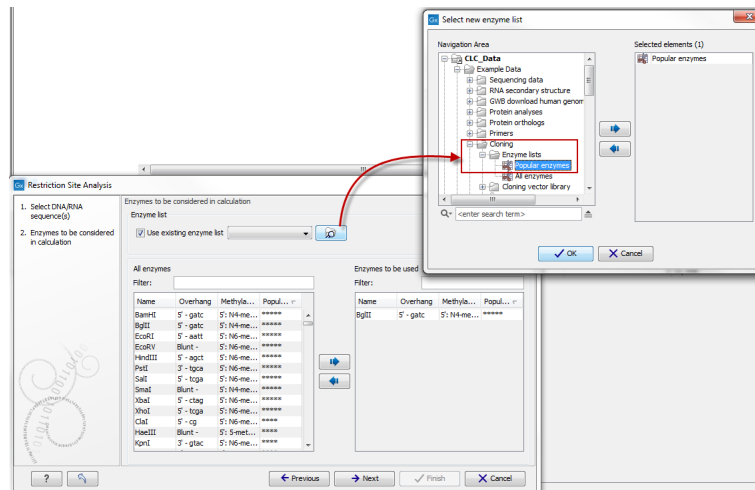 Select new enzyme list
Navigation Area
CLC_Data
Example Data
Sequencing data
RNA secondary structure
GWB download human genom
Protein analyses
Protein orthologs
Primers
Cloning
Enzyme lists
Popular enzymes
All enzymes
Cloning vector library
<enter search term>
Selected elements (1)
Popular enzymes
OK Cancel
Restriction Site Analysis
1. Select DNA/RNA
sequence(s)
2. Enzymes to be considered
in calculation
Enzymes to be considered in calculation
Enzyme list
Use existing enzyme list
All enzymes
Filter:
Name Overhang Methyla... Popul...
BamHI 5' - gatc 5': N4-me... *****
BglII 5' - gatc 5': N4-me... *****
EcoRI 5' - aatt 5': N6-me... *****
EcoRV Blunt - 5': N6-me... *****
HindIII 5' - agct 5': N6-me... *****
PstI 3' - tgca 5': N6-me... *****
SalI 5' - tcga 5': N6-me... *****
SmaI Blunt - 5': N4-me... *****
XbaI 5' - ctag 5': N6-me... *****
XhoI 5' - tcga 5': N6-me... *****
ClaI 5' - cg 5': N6-me... ****
HaeIII Blunt - 5': 5-met... ****
KpnI 3' - gtac 5': N6-me... ****
Enzymes to be used
Filter:
Name Overhang Methyla... Popul...
BglII 5' - gatc 5': N4-me... *****
? Previous Next Finish Cancel